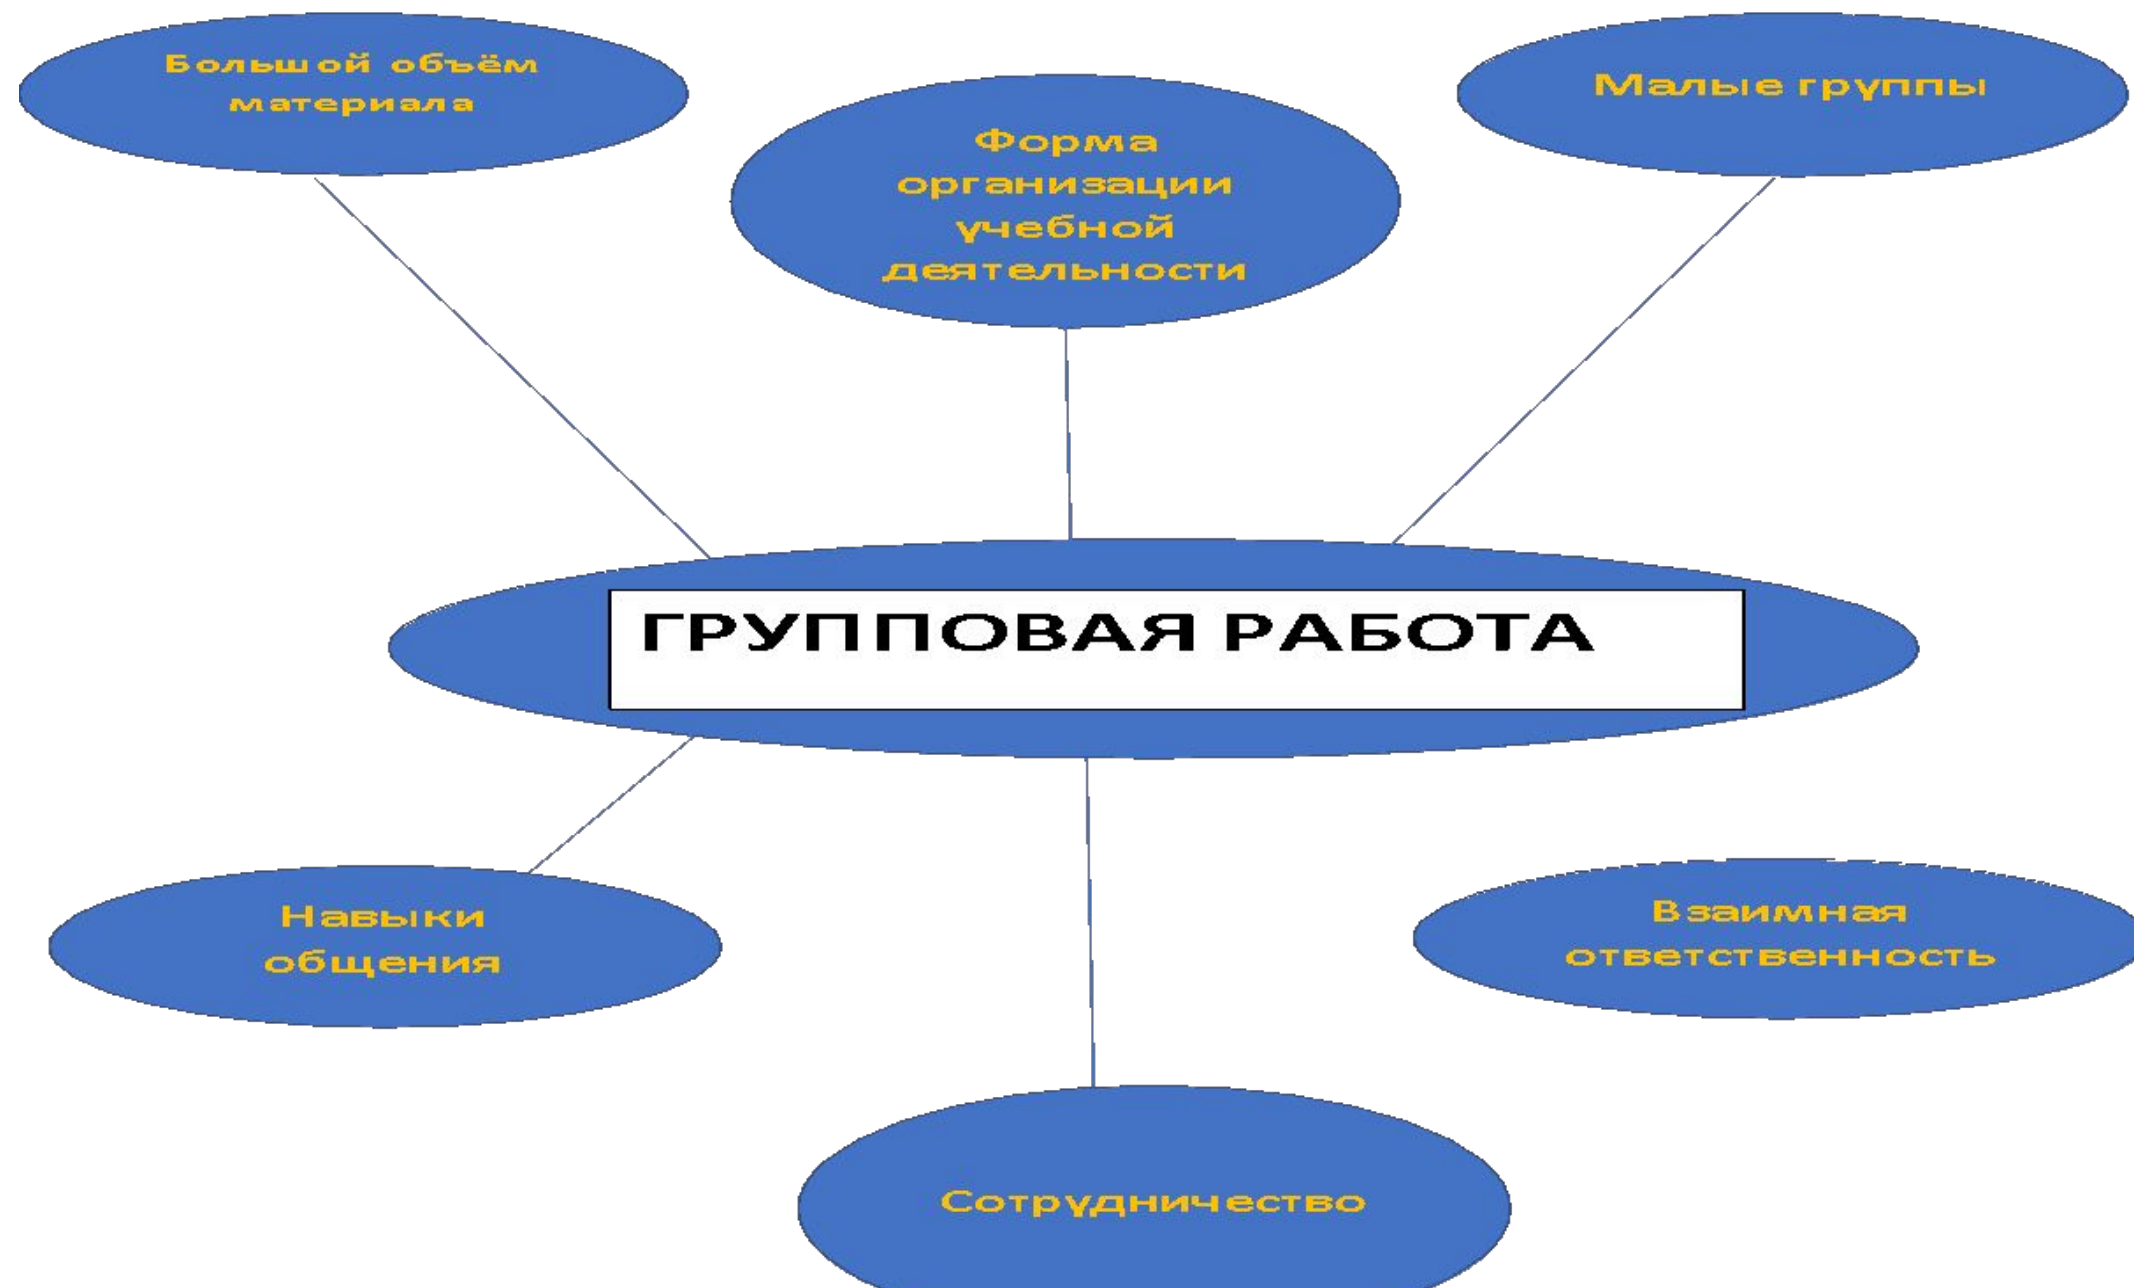 Большой объём
материала
Форма
организации
учебной
деятельности
Малые группы
ГРУППОВАЯ РАБОТА
Навыки
общения
Взаимная
ответственность
Сотрудничество